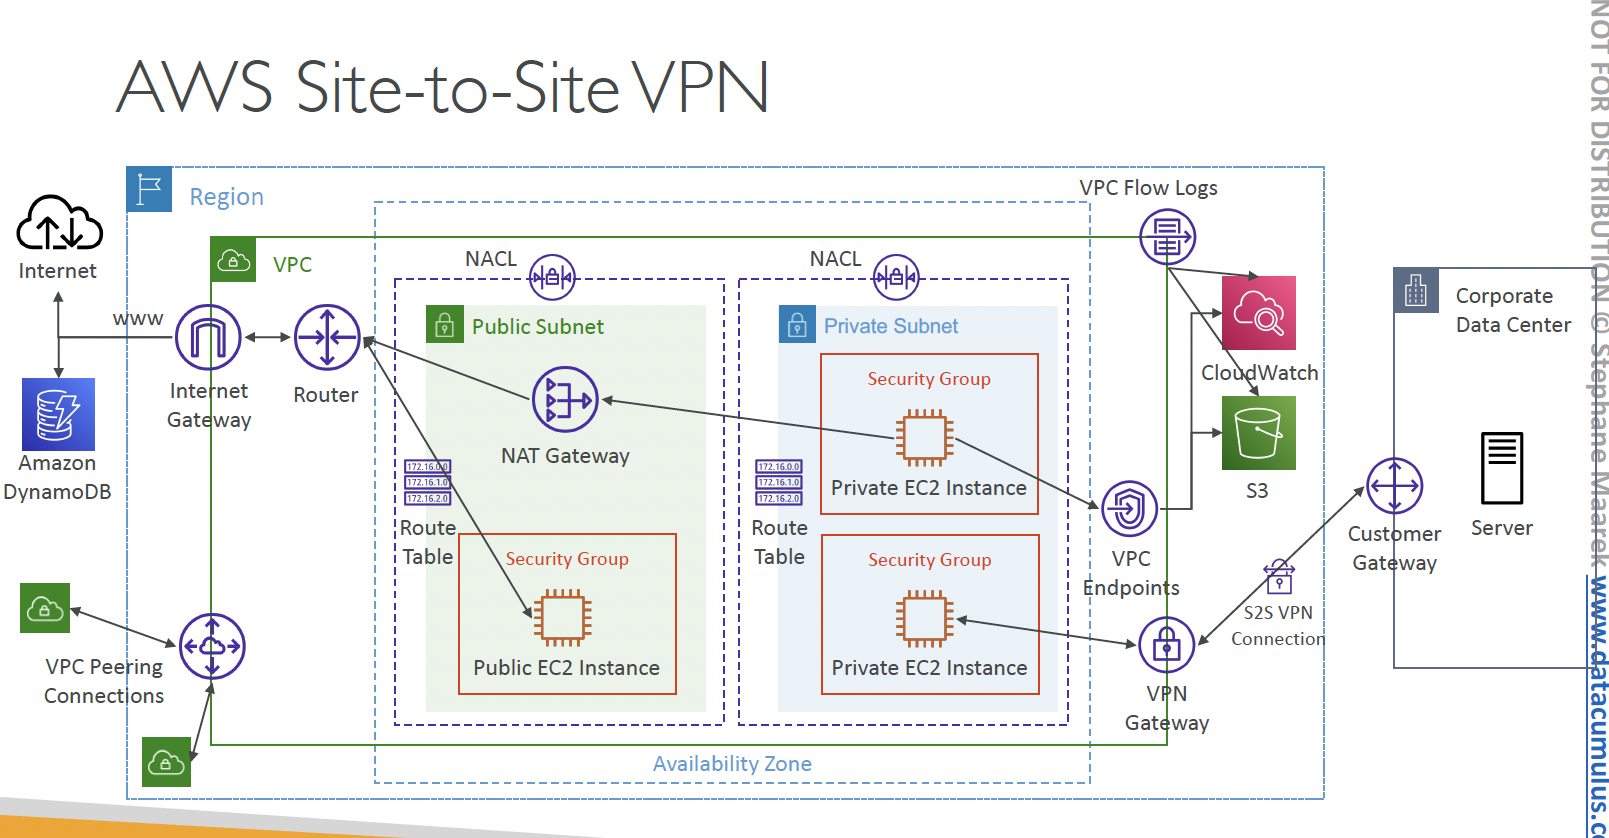 AWS Site-to-Site VPN
Region
VPC Flow Logs
Internet
VPC
NACL
NACL
www
Public Subnet
Private Subnet
Corporate
Data Center
Internet
Gateway
Router
Security Group
CloudWatch
NAT Gateway
Amazon
DynamoDB
172.16.0.0
172.16.1.0
172.16.2.0
Route
Table
172.16.0.0
172.16.1.0
172.16.2.0
Route
Table
Private EC2 Instance
S3
Server
Customer
Gateway
Security Group
Security Group
VPC
Endpoints
S2S VPN
Connection
VPC Peering
Connections
Public EC2 Instance
Private EC2 Instance
VPN
Gateway
Availability Zone
NOT FOR DISTRIBUTION © Stephane Maarek www.datacumulus.c